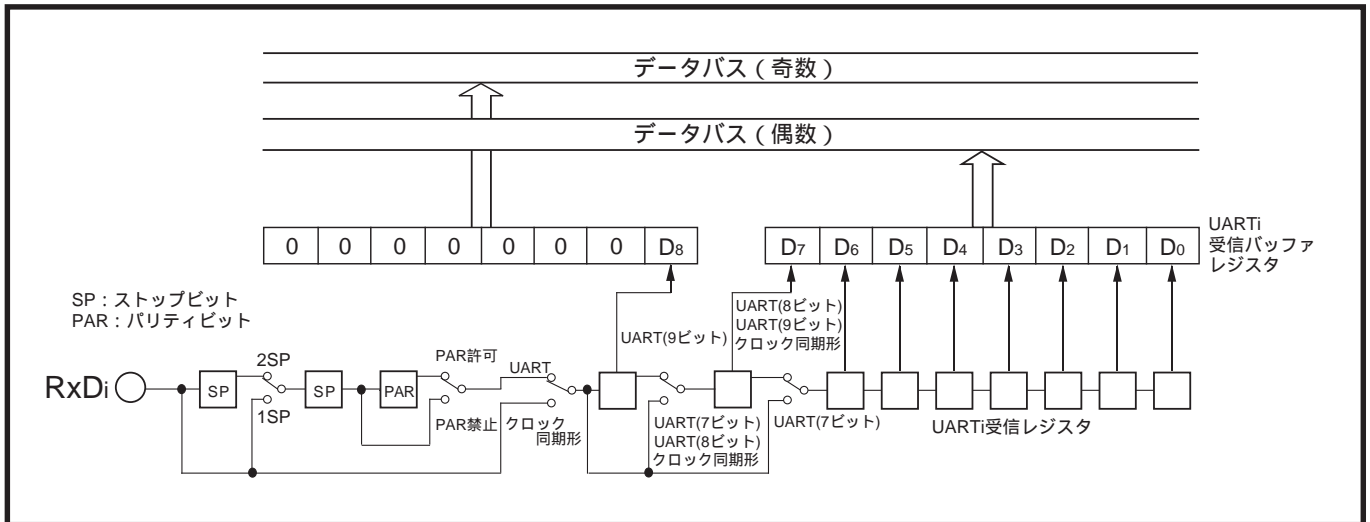 データバス（奇数）
データバス（偶数）
0 0 0 0 0 0 0 D8
D7 D6 D5 D4 D3 D2 D1 D0
UARTi
受信バッファ
レジスタ
SP：ストップビット
PAR：パリティビット
UART(8ビット)
UART(9ビット)
クロック同期形
UART(9ビット)
RxDi
SP
2SP
1SP
SP
PAR
PAR許可
PAR禁止
UART
クロック
同期形
UART(7ビット)
UART(8ビット)
クロック同期形
UART(7ビット)
UARTi受信レジスタ